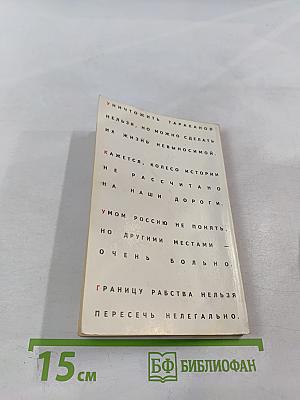 УНИЧТОЖИТЬ ТАРАКАНОВ
НЕЛЬЗЯ, НО МОЖНО СДЕЛАТЬ
ИХ ЖИЗНЬ НЕВЫНОСИМОЙ.
КАЖЕТСЯ, КОЛЕСО ИСТОРИИ
НЕ РАССЧИТАНО
НА НАШИ ДОРОГИ.
УМОМ РОССИЮ НЕ ПОНЯТЬ,
НО ДРУГИМИ МЕСТАМИ —
ОЧЕНЬ ВОЛЬНО.
ГРАНИЦУ РАБСТВА НЕЛЬЗЯ
ПЕРЕСЕЧЬ НЕЛЕГАЛЬНО.
15 см
БФ БИБЛИОФАН